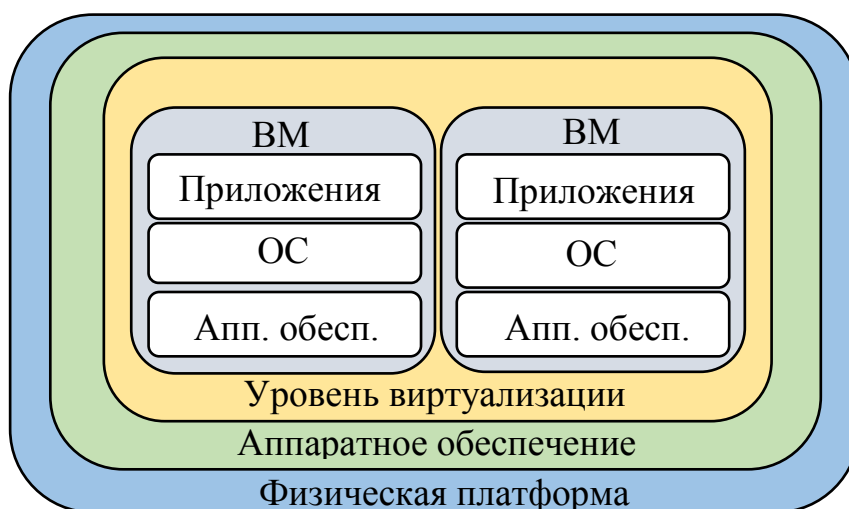 ВМ
Приложения
ОС
Апп. обесп.
ВМ
Приложения
ОС
Апп. обесп.
Уровень виртуализации
Аппаратное обеспечение
Физическая платформа